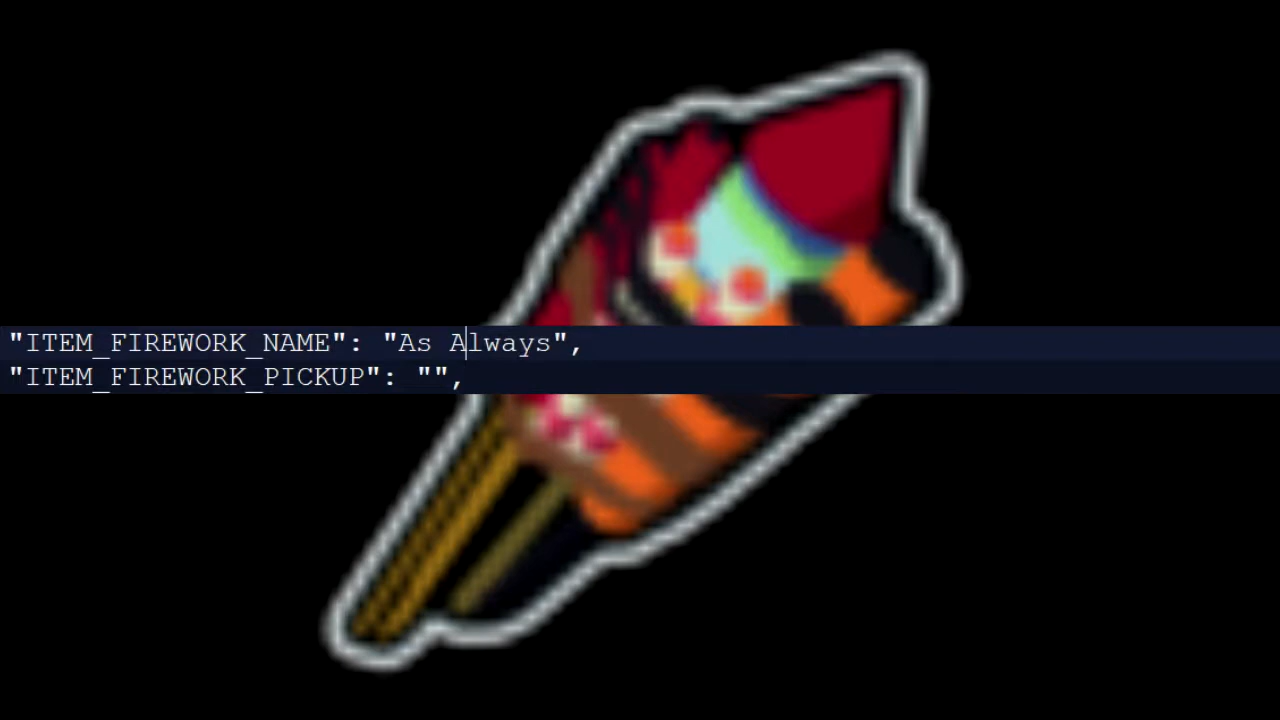 "ITEM_FIREWORK_NAME": "As Always",
"ITEM_FIREWORK_PICKUP": "",